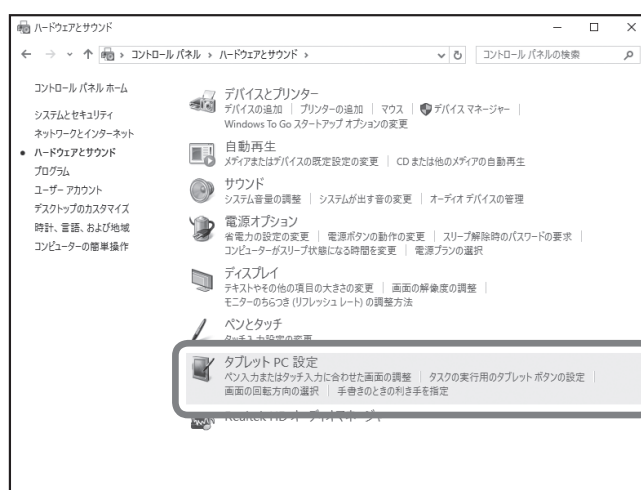 ハードウェアとサウンド
コントロール パネル › ハードウェアとサウンド ›
コントロール パネルの検索
コントロール パネル ホーム
システムとセキュリティ
ネットワークとインターネット
ハードウェアとサウンド
プログラム
ユーザー アカウント
デスクトップのカスタマイズ
時計、言語、および地域
コンピューターの簡単操作
デバイスとプリンター
デバイスの追加 | プリンターの追加 | マウス | デバイス マネージャー |
Windows To Go スタートアップ オプションの変更
自動再生
メディアまたはデバイスの既定設定の変更 | CD または他のメディアの自動再生
サウンド
システム音量の調整 | システムが出す音の変更 | オーディオ デバイスの管理
電源オプション
省電力の設定の変更 | 電源ボタンの動作の変更 | スリープ解除時のパスワードの要求 |
コンピューターがスリープ状態になる時間を変更 | 電源プランの選択
ディスプレイ
テキストやその他の項目の大きさの変更 | 画面の解像度の調整 |
モニターのちらつき (リフレッシュ レート) の調整方法
ペンとタッチ
タッチ入力設定の変更
タブレット PC 設定
ペン入力またはタッチ入力に合わせた画面の調整 | タスクの実行用のタブレット ボタンの設定 |
画面の回転方向の選択 | 手書きのときの利き手を指定
Realtek HD オーディオマネージャ